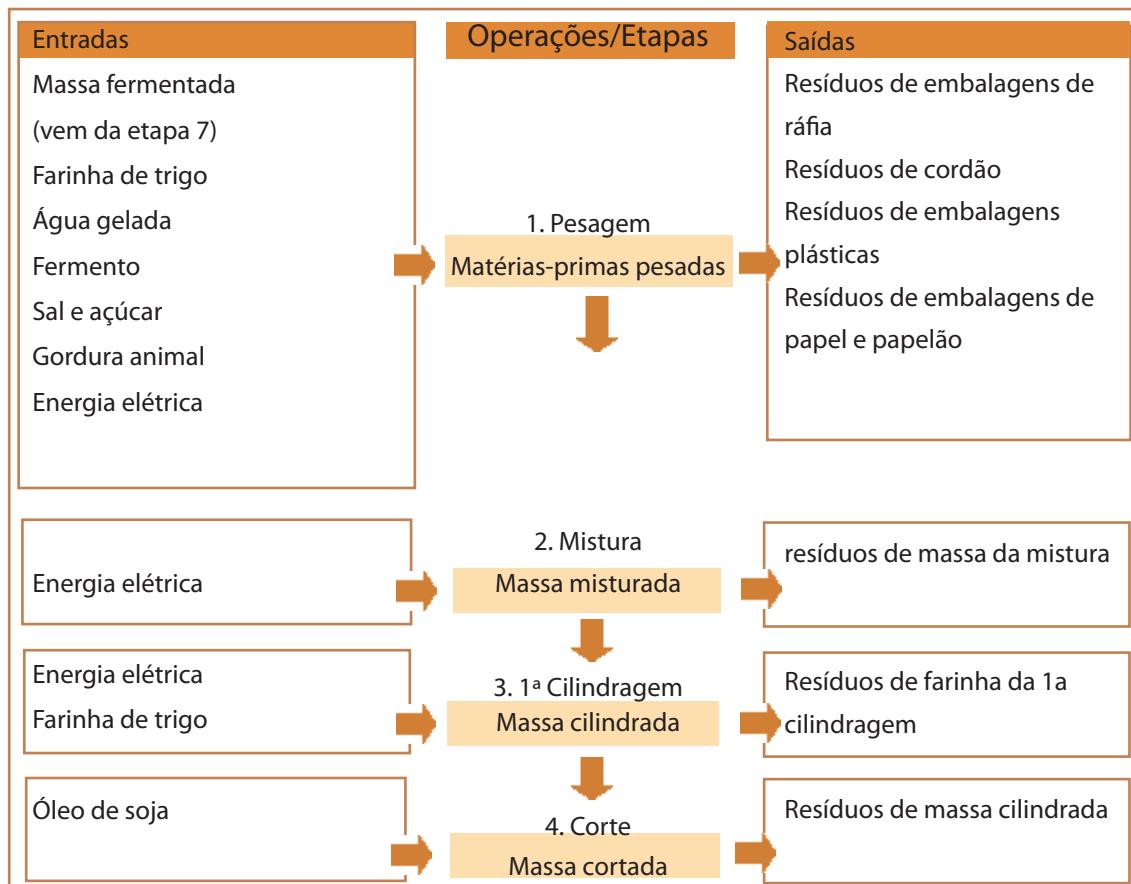 Entradas
Operações/Etapas
Saídas
Massa fermentada
(vem da etapa 7)
Farinha de trigo
Água gelada
Fermento
Sal e açúcar
Gordura animal
Energia elétrica
1. Pesagem
Matérias-primas pesadas
Resíduos de embalagens de
ráfia
Resíduos de cordão
Resíduos de embalagens
plásticas
Resíduos de embalagens de
papel e papelão
Energia elétrica
2. Mistura
Massa misturada
resíduos de massa da mistura
Energia elétrica
Farinha de trigo
3. 1ª Cilindragem
Massa cilindrada
Resíduos de farinha da 1a
cilindragem
Óleo de soja
4. Corte
Massa cortada
Resíduos de massa cilindrada